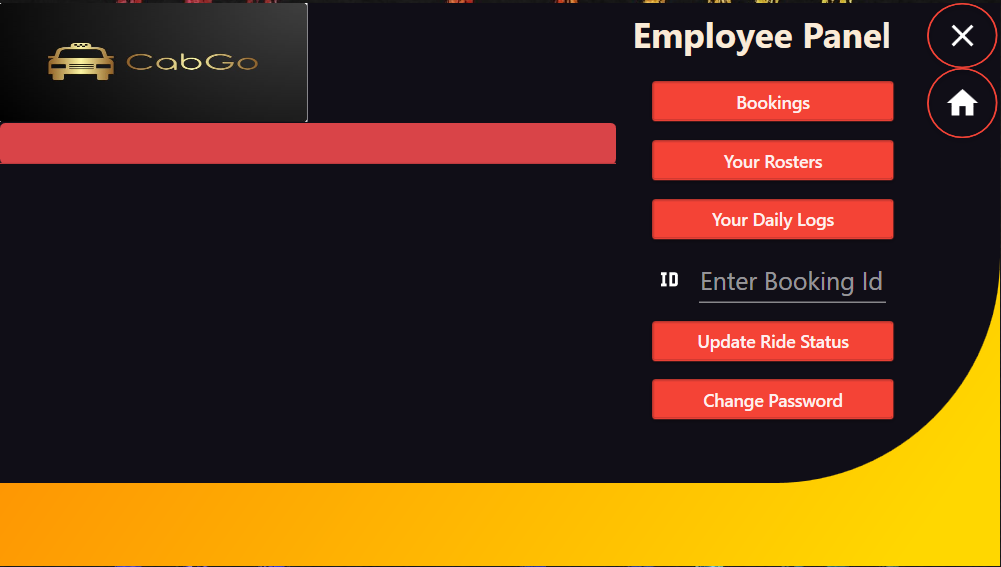 CabGo
Employee Panel
Bookings
Your Rosters
Your Daily Logs
ID Enter Booking Id
Update Ride Status
Change Password